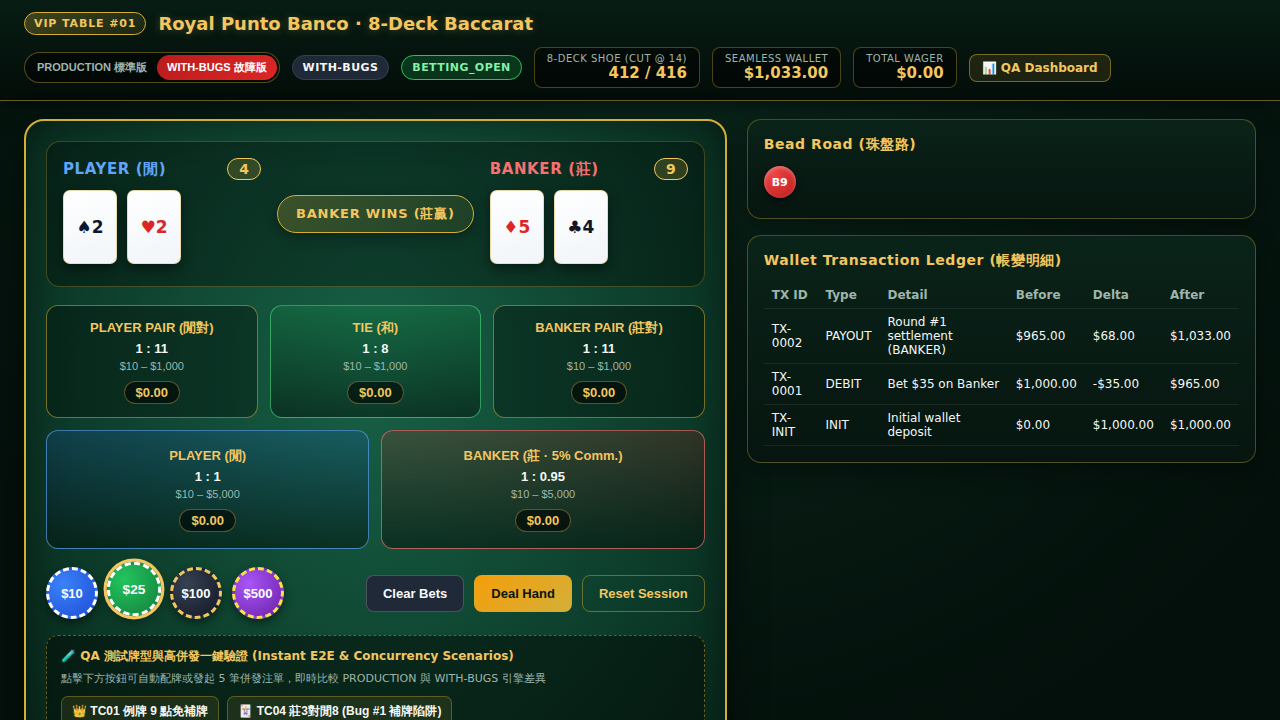 VIP TABLE #01
Royal Punto Banco · 8-Deck Baccarat
PRODUCTION 標準版
WITH-BUGS 故障版
WITH-BUGS
BETTING_OPEN
8-DECK SHOE (CUT @ 14)
412 / 416
SEAMLESS WALLET
$1,033.00
TOTAL WAGER
$0.00
📊 QA Dashboard
PLAYER (閒)
4
♠2
♥2
BANKER WINS (莊贏)
BANKER (莊)
9
♦5
♣4
PLAYER PAIR (閒對)
1 : 11
$10 – $1,000
$0.00
TIE (和)
1 : 8
$10 – $1,000
$0.00
BANKER PAIR (莊對)
1 : 11
$10 – $1,000
$0.00
PLAYER (閒)
1 : 1
$10 – $5,000
$0.00
BANKER (莊 · 5% Comm.)
1 : 0.95
$10 – $5,000
$0.00
$10
$25
$100
$500
Clear Bets
Deal Hand
Reset Session
🧪 QA 測試牌型與高併發一鍵驗證 (Instant E2E & Concurrency Scenarios)
點擊下方按鈕可自動配牌或發起 5 筆併發注單，即時比較 PRODUCTION 與 WITH-BUGS 引擎差異
👑 TC01 例牌 9 點免補牌
🃏 TC04 莊3對閒8 (Bug #1 補牌陷阱)
Bead Road (珠盤路)
B9
Wallet Transaction Ledger (帳變明細)
TX ID Type Detail Before Delta After
TX-0002 PAYOUT Round #1 settlement (BANKER) $965.00 $68.00 $1,033.00
TX-0001 DEBIT Bet $35 on Banker $1,000.00 -$35.00 $965.00
TX-INIT INIT Initial wallet deposit $0.00 $1,000.00 $1,000.00